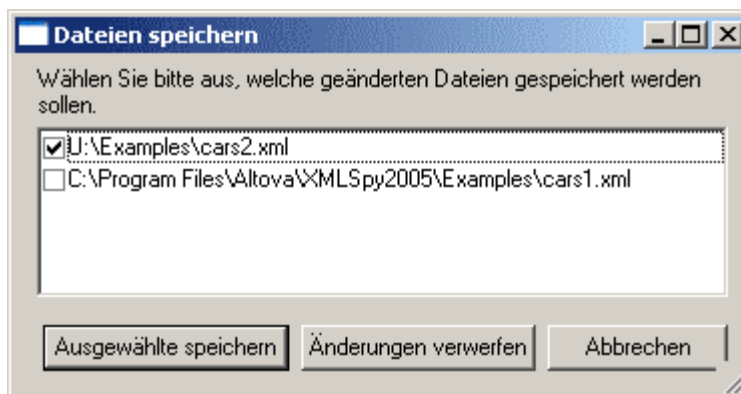 Dateien speichern
Wählen Sie bitte aus, welche geänderten Dateien gespeichert werden
sollen.
U:\Examples\cars2.xml
C:\Program Files\Altova\XMLSpy2005\Examples\cars1.xml
Ausgewählte speichern Änderungen verwerfen Abbrechen